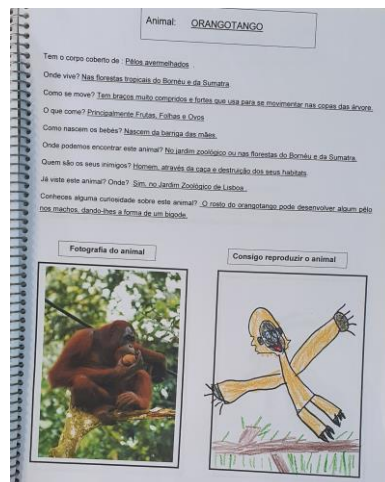 Animal: ORANGOTANGO
Tem o corpo coberto de : Pêlos avermelhados
Onde vive? Nas florestas tropicais do Bornéu e da Sumatra
Como se move? Tem braços muito compridos e fortes que usa para se movimentar nas copas das árvore.
O que come? Principalmente Frutas, Folhas e Ovos
Como nascem os bebés? Nascem da barriga das mães.
Onde podemos encontrar este animal? No jardim zoológico ou nas florestas do Bornéu e da Sumatra.
Quem são os seus inimigos? Homem, através da caça e destruição dos seus habitats.
Já viste este animal? Onde? Sim, no Jardim Zoológico de Lisboa.
Conheces alguma curiosidade sobre este animal? O rosto do orangotango pode desenvolver algum pêlo
nos machos, dando-lhes a forma de um bigode.
Fotografia do animal
Consigo reproduzir o animal